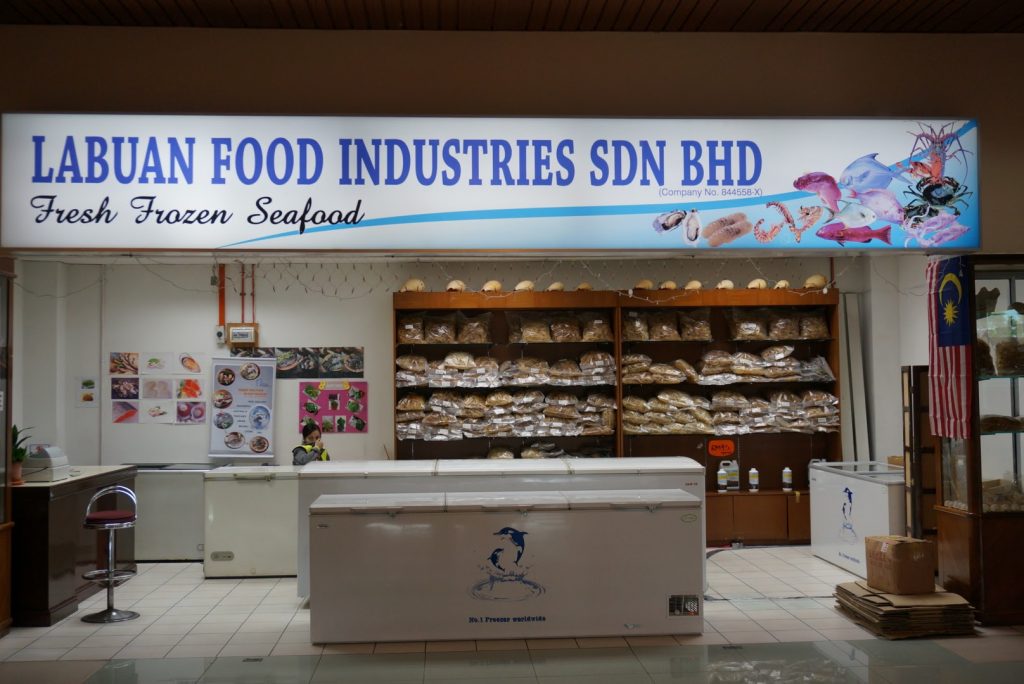 LABUAN FOOD INDUSTRIES SDN BHD
(Company No. 844558-X)
Fresh Frozen Seafood
No.1 Freezer worldwide